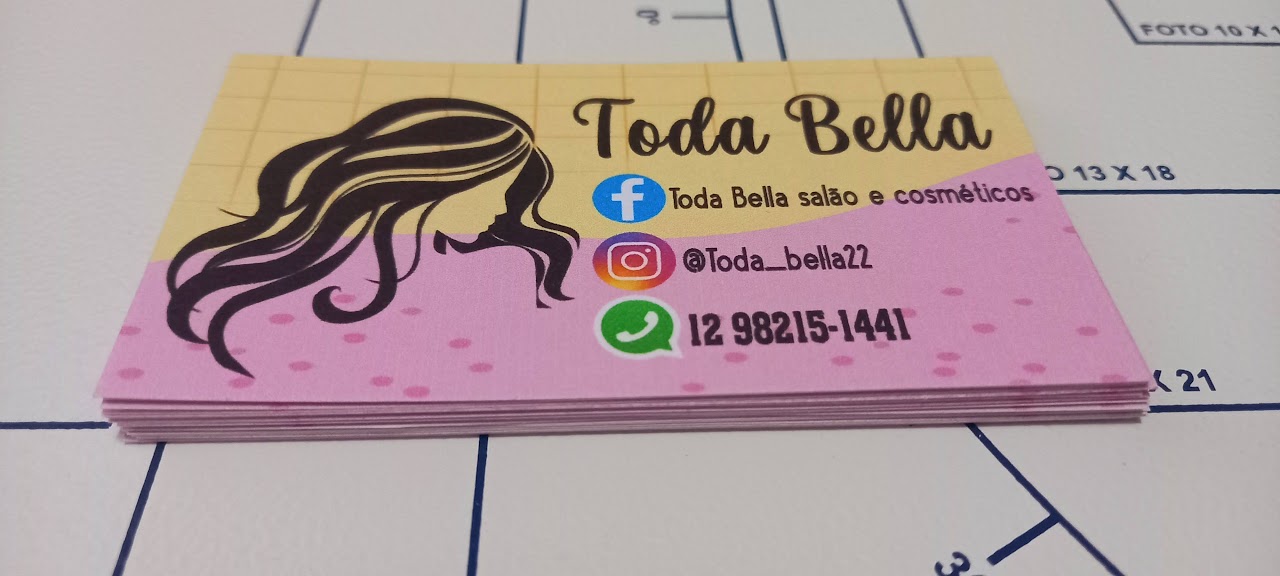 FOTO 10 X 1
Toda Bella
Toda Bella salão e cosméticos
@Toda_bella22
12 98215-1441
O 13 X 18
X 21